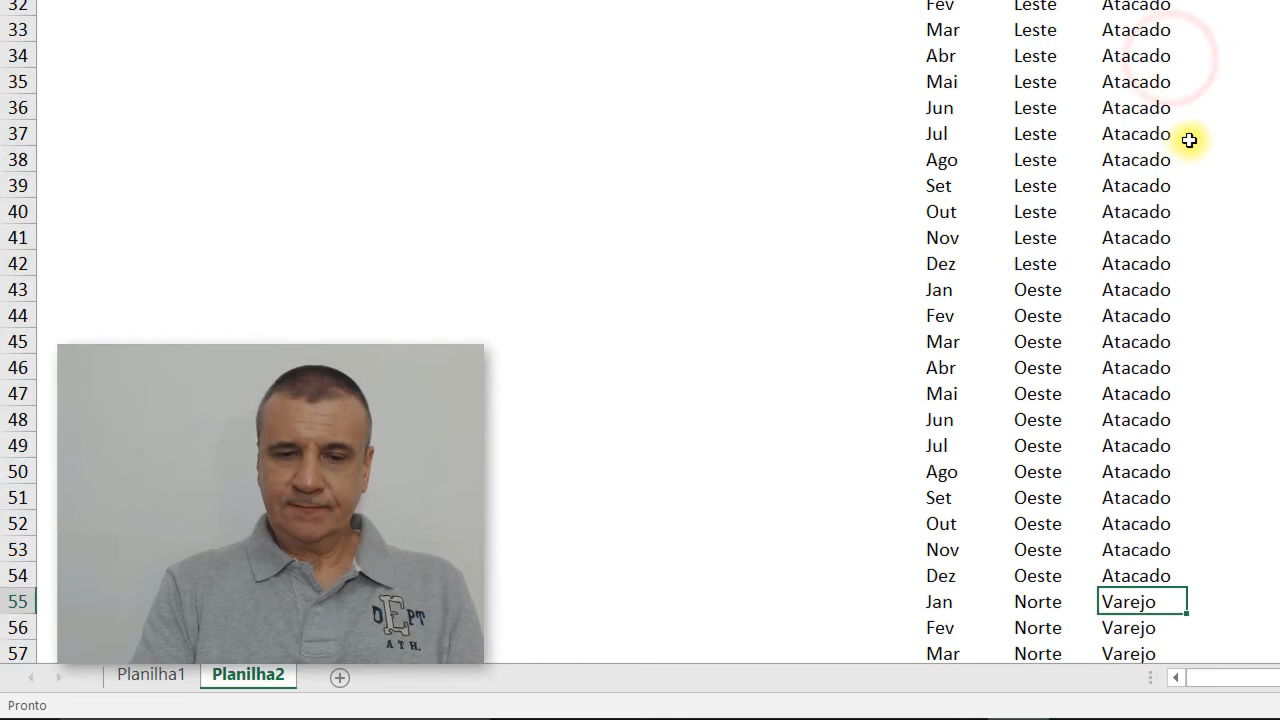 32 Fev Leste Atacado
33 Mar Leste Atacado
34 Abr Leste Atacado
35 Mai Leste Atacado
36 Jun Leste Atacado
37 Jul Leste Atacado
38 Ago Leste Atacado
39 Set Leste Atacado
40 Out Leste Atacado
41 Nov Leste Atacado
42 Dez Leste Atacado
43 Jan Oeste Atacado
44 Fev Oeste Atacado
45 Mar Oeste Atacado
46 Abr Oeste Atacado
47 Mai Oeste Atacado
48 Jun Oeste Atacado
49 Jul Oeste Atacado
50 Ago Oeste Atacado
51 Set Oeste Atacado
52 Out Oeste Atacado
53 Nov Oeste Atacado
54 Dez Oeste Atacado
55 Jan Norte Varejo
56 Fev Norte Varejo
57 Mar Norte Varejo
DEPT
ATH.
Planilha1 Planilha2
Pronto